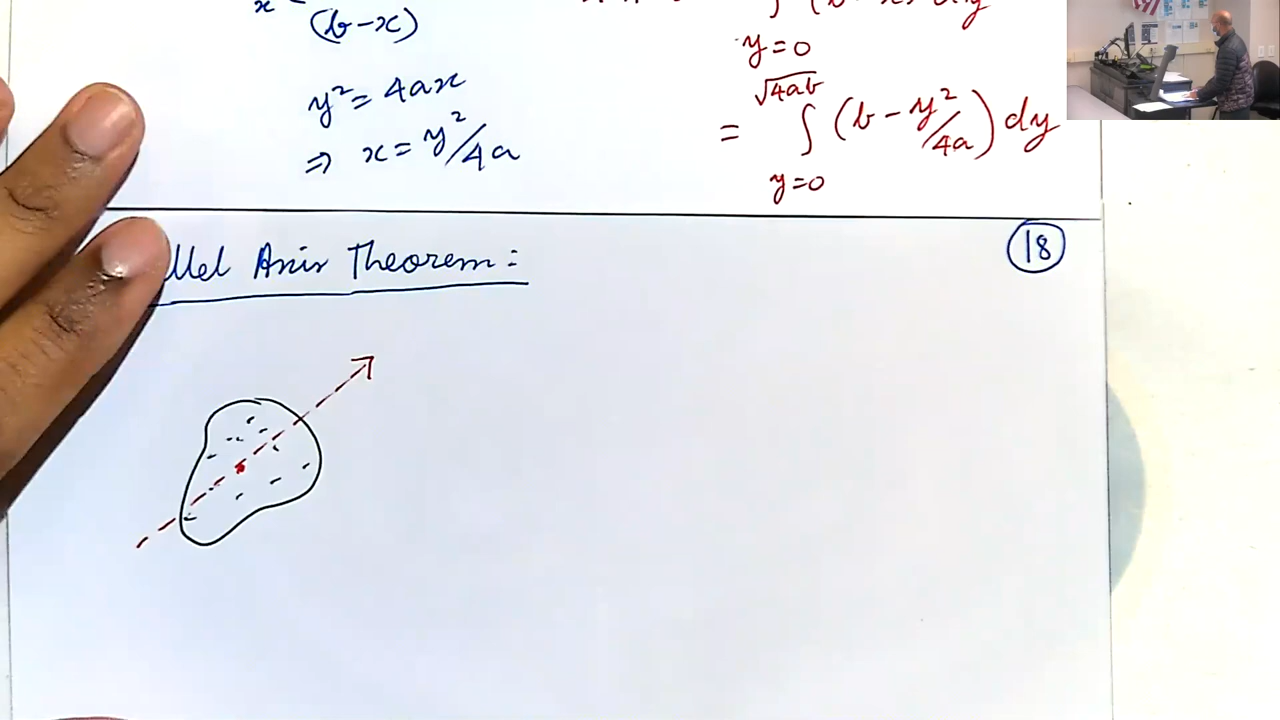 (b-x)
y² = 4ax
⇒ x = y²/4a
y=0
√4ab
= ∫ (b - y²/4a) dy
y=0
llel Axis Theorem:
18